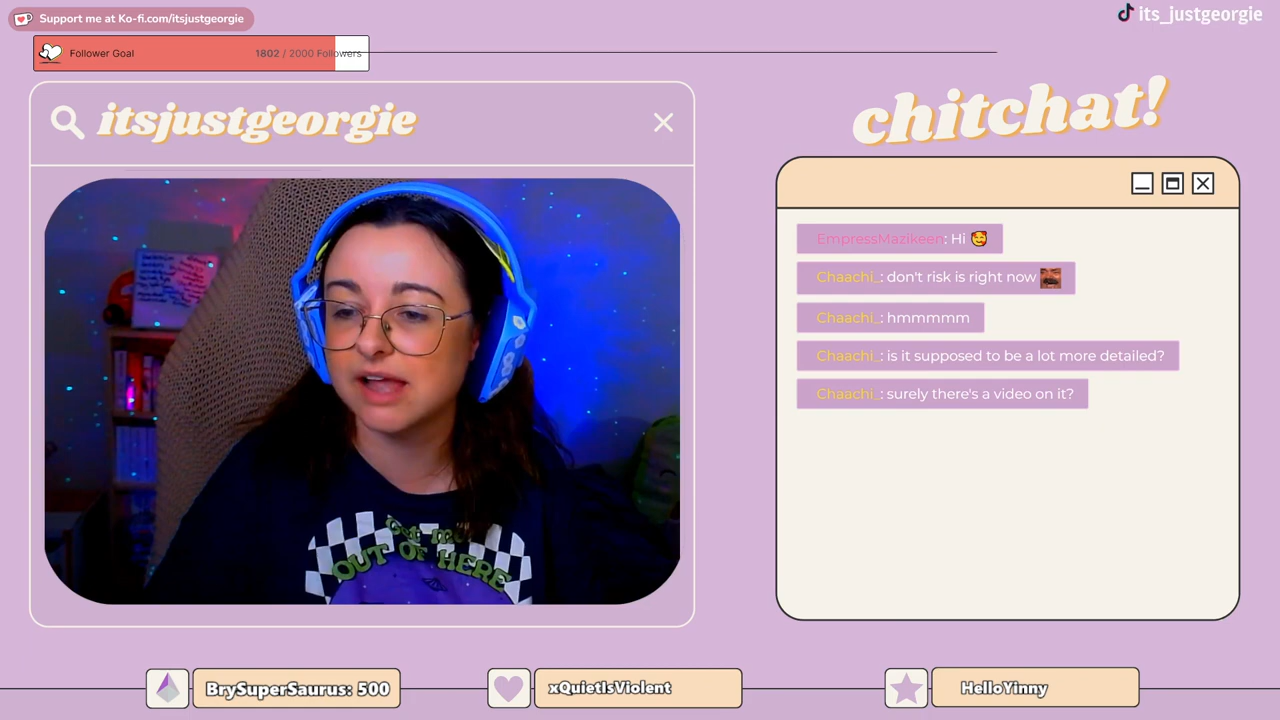 Support me at Ko-fi.com/itsjustgeorgie
its_justgeorgie
Follower Goal
1802 / 2000 Followers
itsjustgeorgie
chitchat!
EmpressMazikeen: Hi
Chaachi_: don't risk is right now
Chaachi_: hmmmmm
Chaachi_: is it supposed to be a lot more detailed?
Chaachi_: surely there's a video on it?
Get me
OUT OF HERE
BrySuperSaurus: 500
xQuietIsViolent
HelloYinny